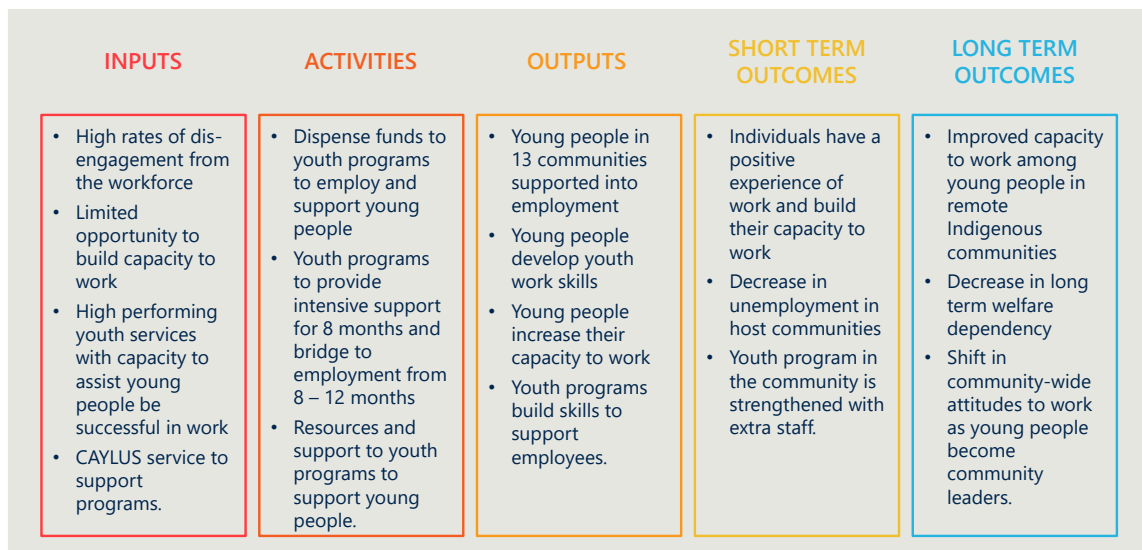 INPUTS
• High rates of dis-
engagement from
the workforce
• Limited
opportunity to
build capacity to
work
• High performing
youth services
with capacity to
assist young
people be
successful in work
• CAYLUS service to
support
programs.
ACTIVITIES
• Dispense funds to
youth programs
to employ and
support young
people
• Youth programs
to provide
intensive support
for 8 months and
bridge to
employment from
8 – 12 months
• Resources and
support to youth
programs to
support young
people.
OUTPUTS
• Young people in
13 communities
supported into
employment
• Young people
develop youth
work skills
• Young people
increase their
capacity to work
• Youth programs
build skills to
support
employees.
SHORT TERM
OUTCOMES
• Individuals have a
positive
experience of
work and build
their capacity to
work
• Decrease in
unemployment in
host communities
• Youth program in
the community is
strengthened with
extra staff.
LONG TERM
OUTCOMES
• Improved capacity
to work among
young people in
remote
Indigenous
communities
• Decrease in long
term welfare
dependency
• Shift in
community-wide
attitudes to work
as young people
become
community
leaders.